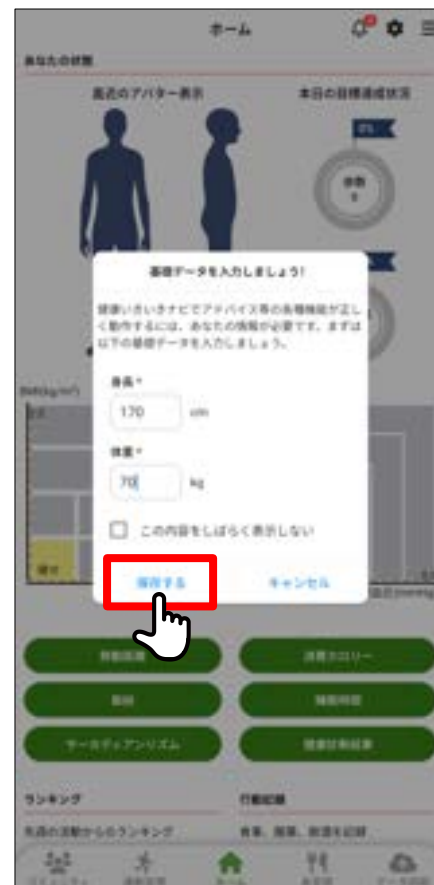 ホーム
あなたの状態
最近のアバター表示
本日の目標達成状況
0%
歩数
基礎データを入力しましょう!
健康いきいきナビでアドバイス等の各種機能が正し
く動作するには、あなたの情報が必要です。まずは
以下の基礎データを入力しましょう。
身長*
170 cm
体重*
70 kg
この内容をしばらく表示しない
保存する
キャンセル
移動距離
消費カロリー
睡眠時間
サーカディアンリズム
健康診断結果
ランキング
行動記録
先週の活動からのランキング
食事、服薬、飲酒を記録
ホーム